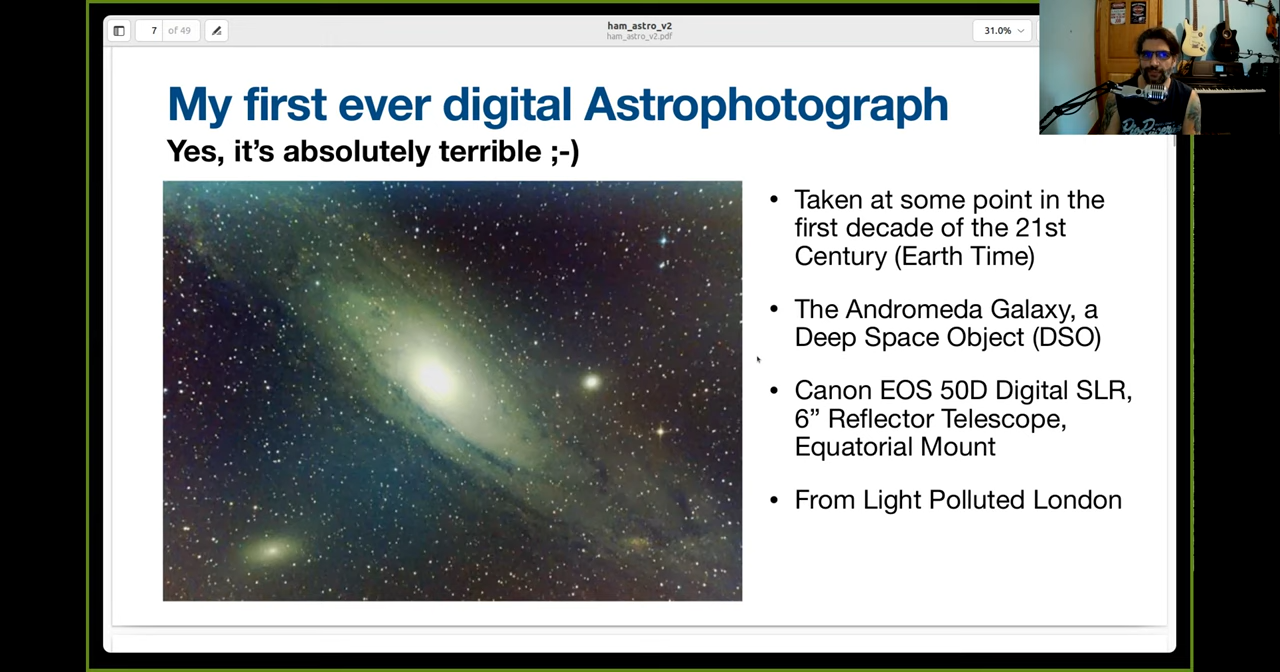 ham_astro_v2
7 of 49
ham_astro_v2.pdf
31.0%
My first ever digital Astrophotograph
Yes, it’s absolutely terrible ;-)
• Taken at some point in the
first decade of the 21st
Century (Earth Time)
• The Andromeda Galaxy, a
Deep Space Object (DSO)
• Canon EOS 50D Digital SLR,
6” Reflector Telescope,
Equatorial Mount
• From Light Polluted London